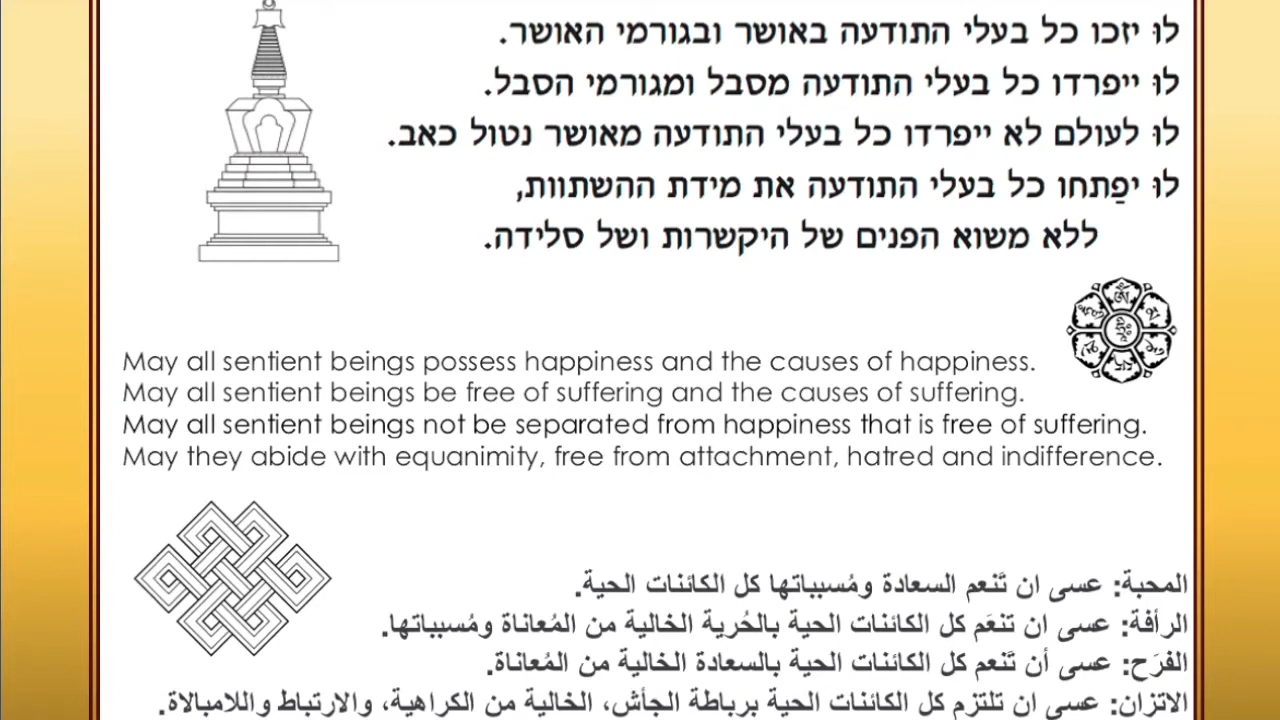 לוּ יזכו כל בעלי התודעה באושר ובגורמי האושר.
לוּ ייפרדו כל בעלי התודעה מסבל ומגורמי הסבל.
לוּ לעולם לא ייפרדו כל בעלי התודעה מאושר נטול כאב.
לוּ יפַתחו כל בעלי התודעה את מידת ההשתוות,
ללא משוא הפנים של היקשרות ושל סלידה.
May all sentient beings possess happiness and the causes of happiness.
May all sentient beings be free of suffering and the causes of suffering.
May all sentient beings not be separated from happiness that is free of suffering.
May they abide with equanimity, free from attachment, hatred and indifference.
المحبة: عسى ان تَنعم السعادة ومُسبباتها كل الكائنات الحية.
الرأفة: عسى ان تنعَم كل الكائنات الحية بالحُرية الخالية من المُعاناة ومُسبباتها.
الفرَح: عسى أن تَنعم كل الكائنات الحية بالسعادة الخالية من المُعاناة.
الاتزان: عسى ان تلتزم كل الكائنات الحية برباطة الجأش، الخالية من الكراهية، والارتباط واللامبالاة.